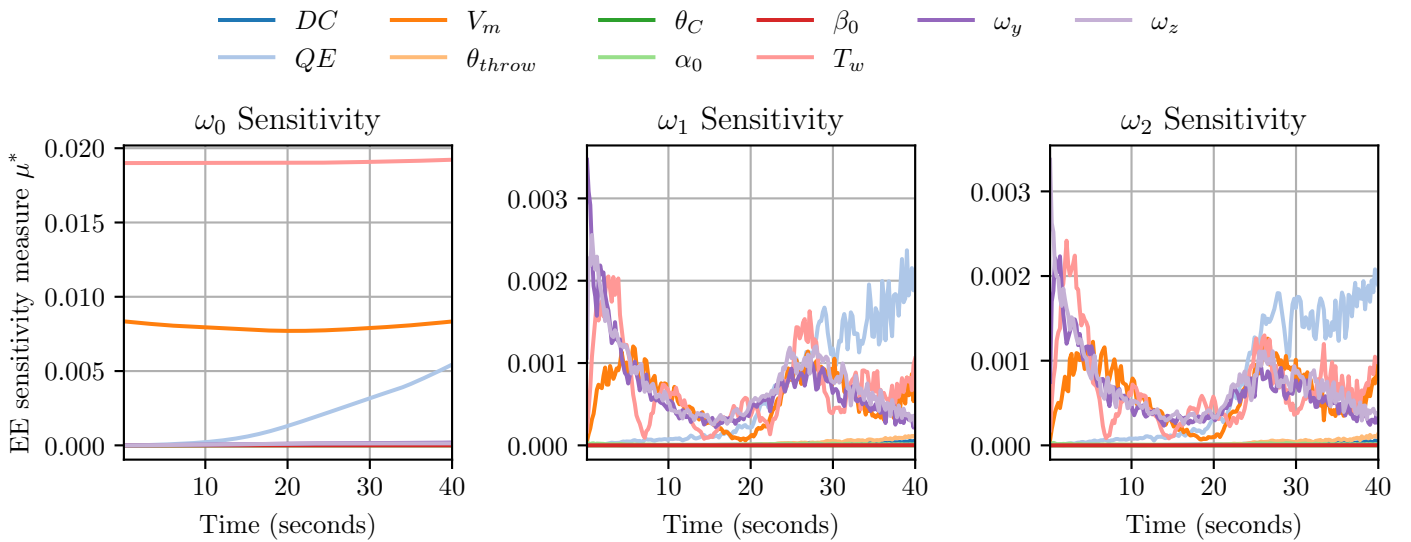 DC V_m θ_C β_0 ω_y ω_z
QE θ_throw α_0 T_w
ω_0 Sensitivity ω_1 Sensitivity ω_2 Sensitivity
EE sensitivity measure μ*
0.020
0.015
0.010
0.005
0.000
10 20 30 40
Time (seconds)
0.003
0.002
0.001
0.000
10 20 30 40
Time (seconds)
0.003
0.002
0.001
0.000
10 20 30 40
Time (seconds)